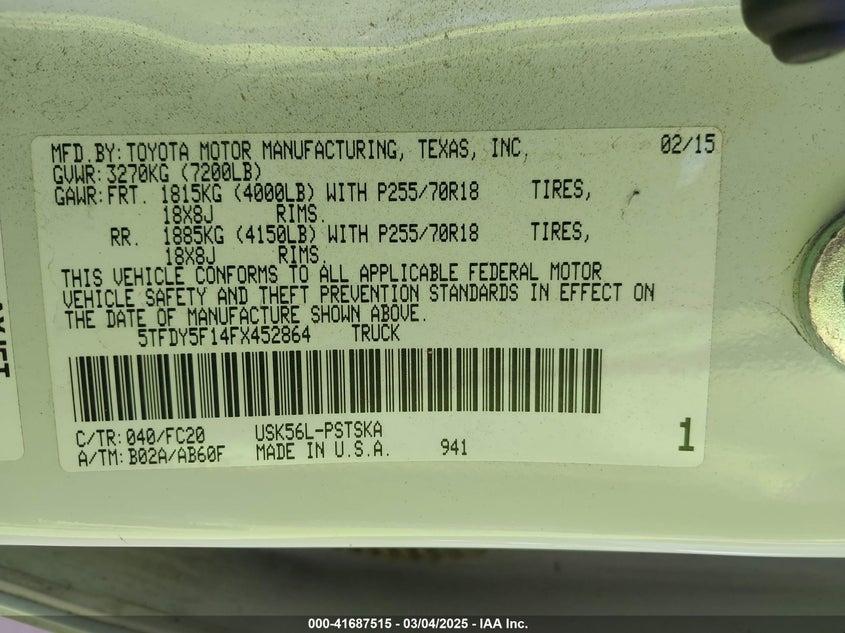 MFD.BY:TOYOTA MOTOR MANUFACTURING, TEXAS, INC. 02/15
GVWR:3270KG (7200LB)
GAWR:FRT. 1815KG (4000LB) WITH P255/70R18 TIRES,
18X8J RIMS.
RR. 1885KG (4150LB) WITH P255/70R18 TIRES,
18X8J RIMS.
THIS VEHICLE CONFORMS TO ALL APPLICABLE FEDERAL MOTOR
VEHICLE SAFETY AND THEFT PREVENTION STANDARDS IN EFFECT ON
THE DATE OF MANUFACTURE SHOWN ABOVE.
5TFDY5F14FX452864 TRUCK
C/TR:040/FC20 USK56L-PSTSKA 1
A/TM:B02A/AB60F MADE IN U.S.A. 941
000-41687515 - 03/04/2025 - IAA Inc.